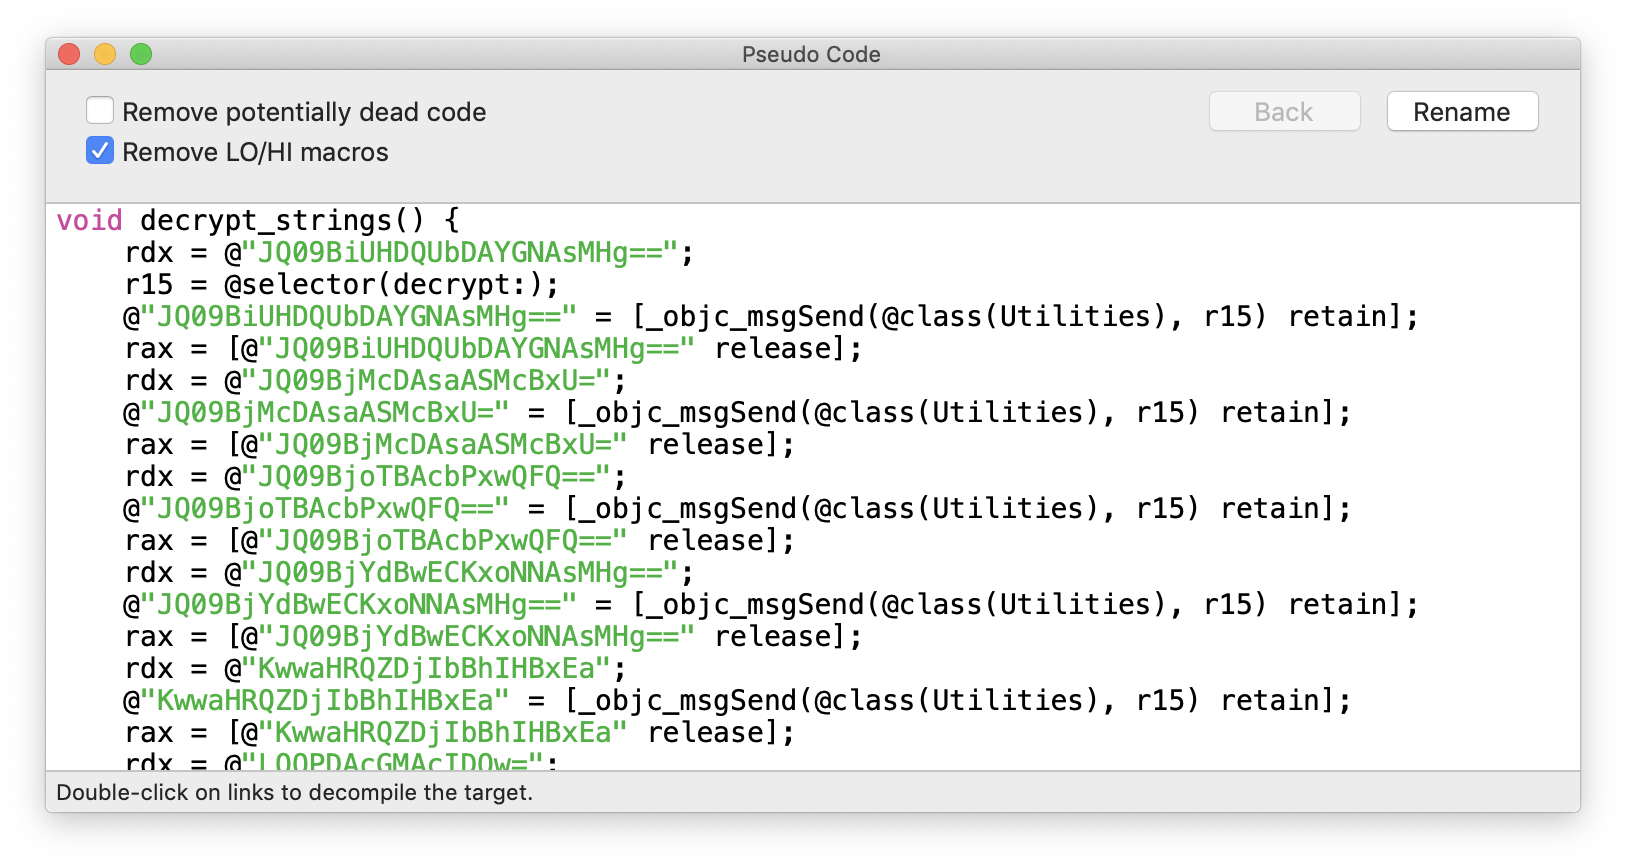 Pseudo Code
Remove potentially dead code
Back
Rename
Remove LO/HI macros
void decrypt_strings() {
rdx = @"JQ09BiUHDQUbDAYGNAsMHg==";
r15 = @selector(decrypt:);
@"JQ09BiUHDQUbDAYGNAsMHg==" = [_objc_msgSend(@class(Utilities), r15) retain];
rax = [@"JQ09BiUHDQUbDAYGNAsMHg==" release];
rdx = @"JQ09BjMcDAsaASMcBxU=";
@"JQ09BjMcDAsaASMcBxU=" = [_objc_msgSend(@class(Utilities), r15) retain];
rax = [@"JQ09BjMcDAsaASMcBxU=" release];
rdx = @"JQ09BjoTBAcbPxwQFQ==";
@"JQ09BjoTBAcbPxwQFQ==" = [_objc_msgSend(@class(Utilities), r15) retain];
rax = [@"JQ09BjoTBAcbPxwQFQ==" release];
rdx = @"JQ09BjYdBwECKxoNNAsMHg==";
@"JQ09BjYdBwECKxoNNAsMHg==" = [_objc_msgSend(@class(Utilities), r15) retain];
rax = [@"JQ09BjYdBwECKxoNNAsMHg==" release];
rdx = @"KwwaHRQZDjIbBhIHBxEa";
@"KwwaHRQZDjIbBhIHBxEa" = [_objc_msgSend(@class(Utilities), r15) retain];
rax = [@"KwwaHRQZDjIbBhIHBxEa" release];
rdx =
Double-click on links to decompile the target.